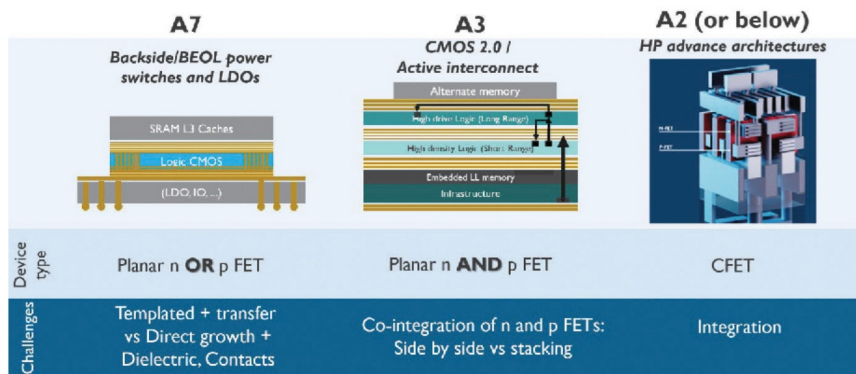 A7
Backside/BEOL power
switches and LDOs
SRAM L3 Caches
Logic CMOS
(LDO, IO, ...)
A3
CMOS 2.0 /
Active interconnect
Alternate memory
High drive Logic (Long Range)
High density Logic (Short Range)
Embedded LL memory
Infrastructure
A2 (or below)
HP advance architectures
N-FET
P-FET
Device
type
Planar n OR p FET
Planar n AND p FET
CFET
Challenges
Templated + transfer
vs Direct growth +
Dielectric, Contacts
Co-integration of n and p FETs:
Side by side vs stacking
Integration